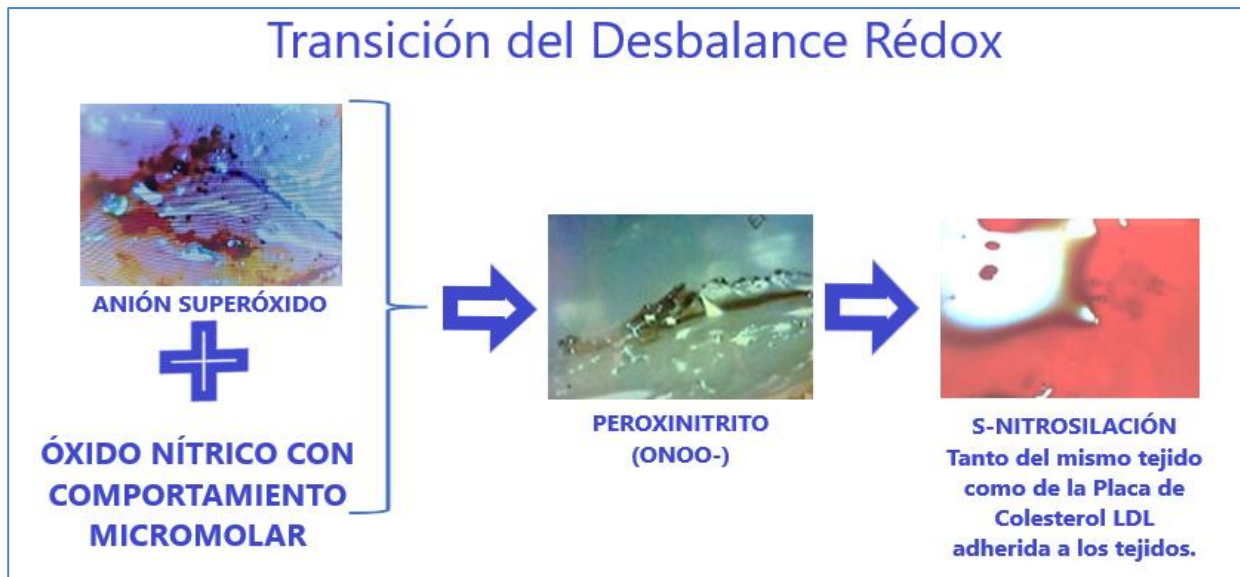 Transición del Desbalance Rédox
ANIÓN SUPERÓXIDO
ÓXIDO NÍTRICO CON
COMPORTAMIENTO
MICROMOLAR
PEROXINITRITO
(ONOO-)
S-NITROSILACIÓN
Tanto del mismo tejido
como de la Placa de
Colesterol LDL
adherida a los tejidos.